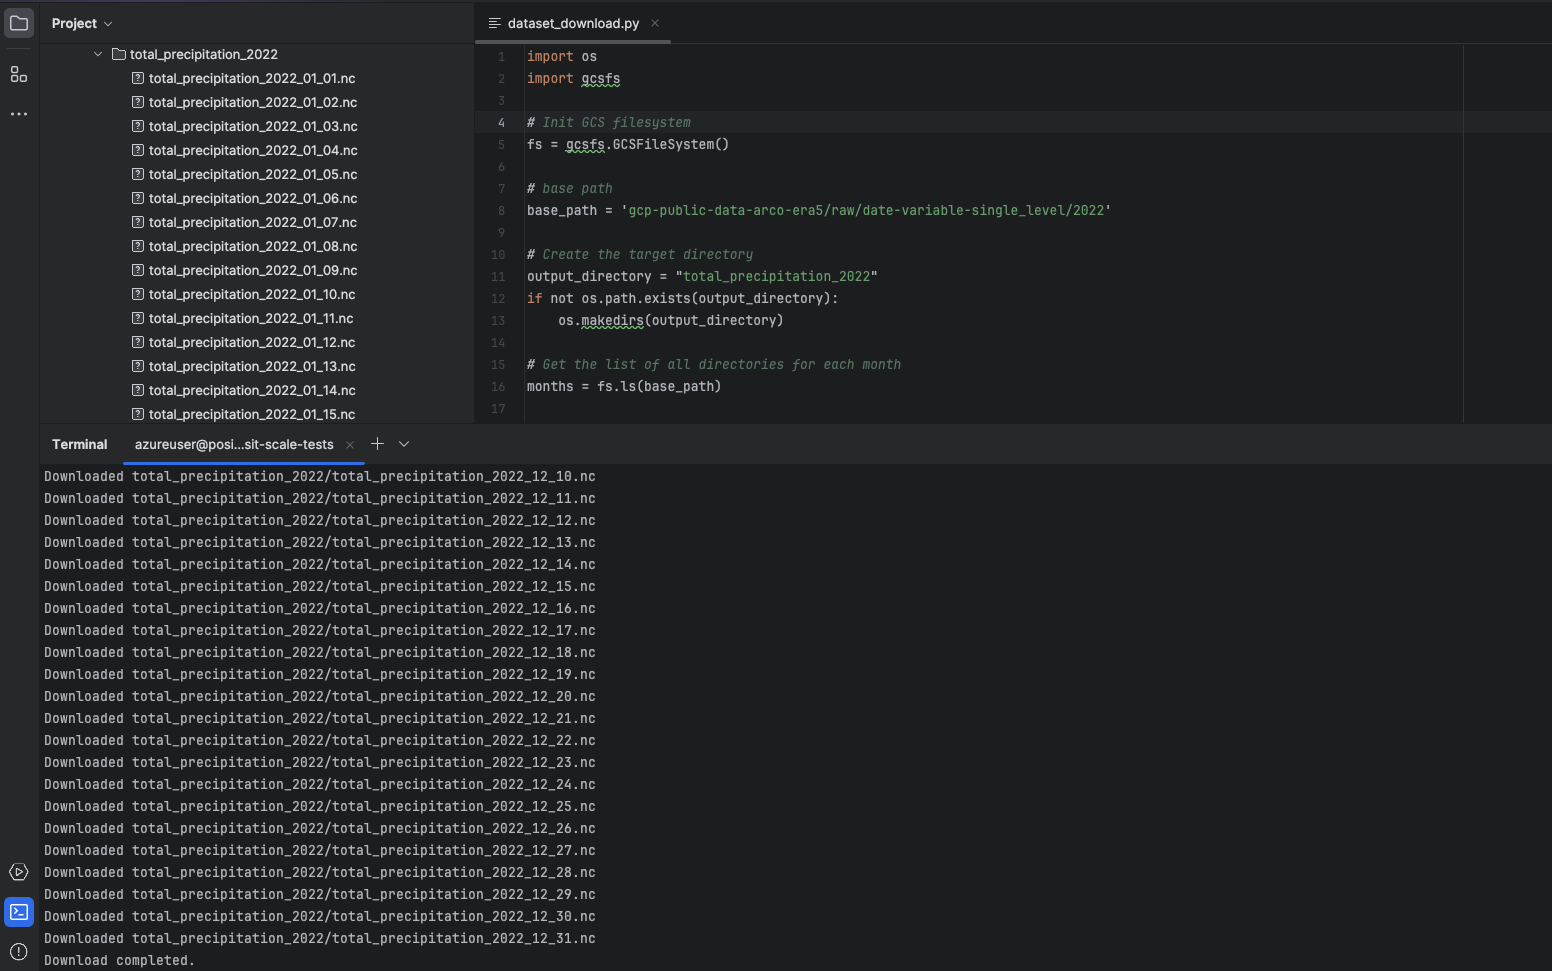 Project
total_precipitation_2022
total_precipitation_2022_01_01.nc
total_precipitation_2022_01_02.nc
total_precipitation_2022_01_03.nc
total_precipitation_2022_01_04.nc
total_precipitation_2022_01_05.nc
total_precipitation_2022_01_06.nc
total_precipitation_2022_01_07.nc
total_precipitation_2022_01_08.nc
total_precipitation_2022_01_09.nc
total_precipitation_2022_01_10.nc
total_precipitation_2022_01_11.nc
total_precipitation_2022_01_12.nc
total_precipitation_2022_01_13.nc
total_precipitation_2022_01_14.nc
total_precipitation_2022_01_15.nc
dataset_download.py
1 import os
2 import gcsfs
3
4 # Init GCS filesystem
5 fs = gcsfs.GCSFileSystem()
6
7 # base path
8 base_path = 'gcp-public-data-arco-era5/raw/date-variable-single_level/2022'
9
10 # Create the target directory
11 output_directory = "total_precipitation_2022"
12 if not os.path.exists(output_directory):
13     os.makedirs(output_directory)
14
15 # Get the list of all directories for each month
16 months = fs.ls(base_path)
17
Terminal azureuser@posi...sit-scale-tests
Downloaded total_precipitation_2022/total_precipitation_2022_12_10.nc
Downloaded total_precipitation_2022/total_precipitation_2022_12_11.nc
Downloaded total_precipitation_2022/total_precipitation_2022_12_12.nc
Downloaded total_precipitation_2022/total_precipitation_2022_12_13.nc
Downloaded total_precipitation_2022/total_precipitation_2022_12_14.nc
Downloaded total_precipitation_2022/total_precipitation_2022_12_15.nc
Downloaded total_precipitation_2022/total_precipitation_2022_12_16.nc
Downloaded total_precipitation_2022/total_precipitation_2022_12_17.nc
Downloaded total_precipitation_2022/total_precipitation_2022_12_18.nc
Downloaded total_precipitation_2022/total_precipitation_2022_12_19.nc
Downloaded total_precipitation_2022/total_precipitation_2022_12_20.nc
Downloaded total_precipitation_2022/total_precipitation_2022_12_21.nc
Downloaded total_precipitation_2022/total_precipitation_2022_12_22.nc
Downloaded total_precipitation_2022/total_precipitation_2022_12_23.nc
Downloaded total_precipitation_2022/total_precipitation_2022_12_24.nc
Downloaded total_precipitation_2022/total_precipitation_2022_12_25.nc
Downloaded total_precipitation_2022/total_precipitation_2022_12_26.nc
Downloaded total_precipitation_2022/total_precipitation_2022_12_27.nc
Downloaded total_precipitation_2022/total_precipitation_2022_12_28.nc
Downloaded total_precipitation_2022/total_precipitation_2022_12_29.nc
Downloaded total_precipitation_2022/total_precipitation_2022_12_30.nc
Downloaded total_precipitation_2022/total_precipitation_2022_12_31.nc
Download completed.